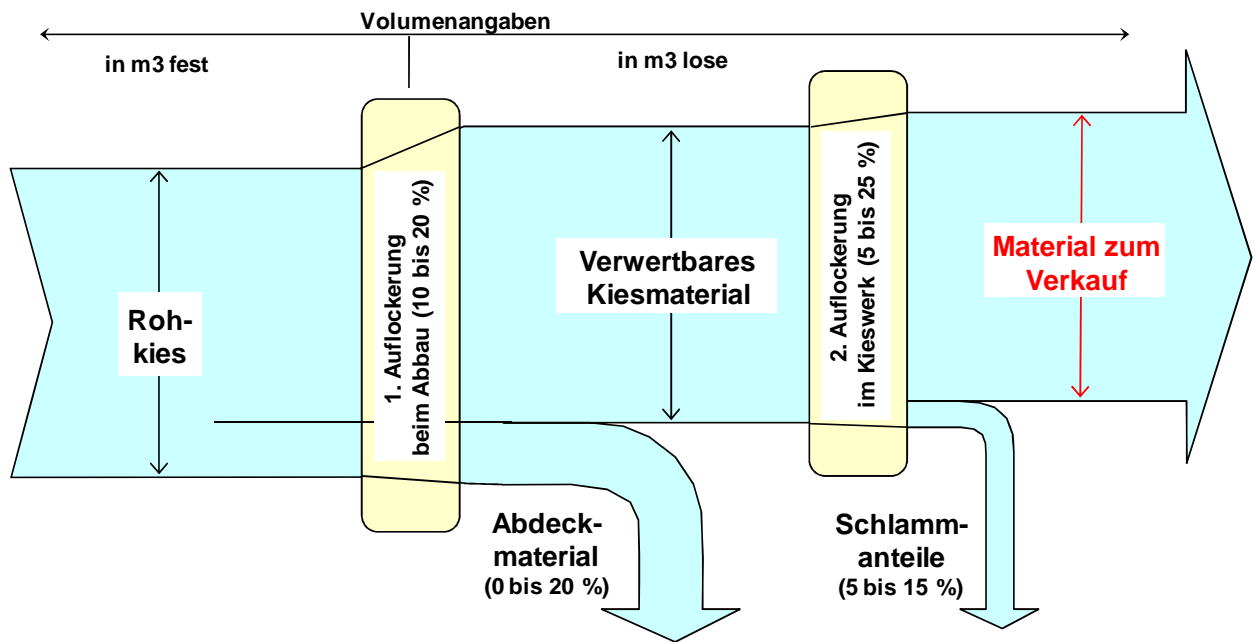 Volumenangaben
in m3 fest
in m3 lose
Roh-
kies
1. Auflockerung
beim Abbau (10 bis 20 %)
Verwertbares
Kiesmaterial
2. Auflockerung
im Kieswerk (5 bis 25 %)
Material zum
Verkauf
Abdeck-
material
(0 bis 20 %)
Schlamm-
anteile
(5 bis 15 %)